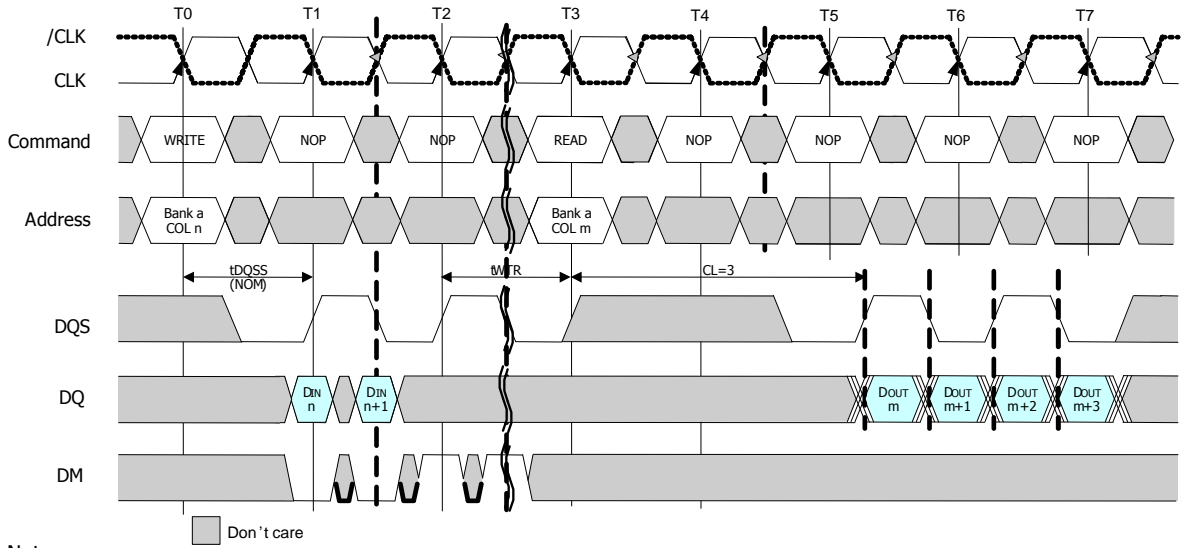 T0 T1 T2 T3 T4 T5 T6 T7
/CLK
CLK
Command WRITE NOP NOP READ NOP NOP NOP NOP
Address Bank a COL n Bank a COL m
tDQSS (NOM) tWTR CL=3
DQS
DQ DIN n DIN n+1 DOUT m DOUT m+1 DOUT m+2 DOUT m+3
DM
Don't care